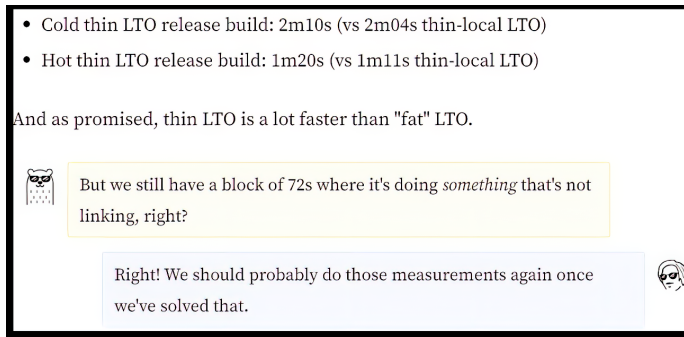 Cold thin LTO release build: 2m10s (vs 2m04s thin-local LTO)
Hot thin LTO release build: 1m20s (vs 1m11s thin-local LTO)
And as promised, thin LTO is a lot faster than "fat" LTO.
But we still have a block of 72s where it's doing something that's not
linking, right?
Right! We should probably do those measurements again once
we've solved that.